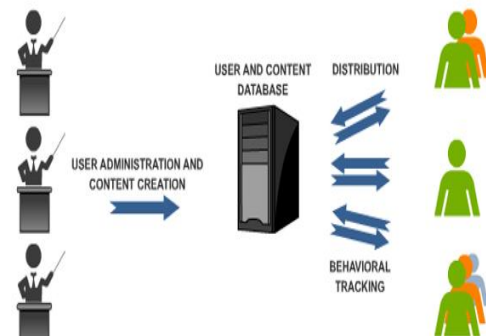 USER AND CONTENT
DATABASE
DISTRIBUTION
USER ADMINISTRATION AND
CONTENT CREATION
BEHAVIORAL
TRACKING